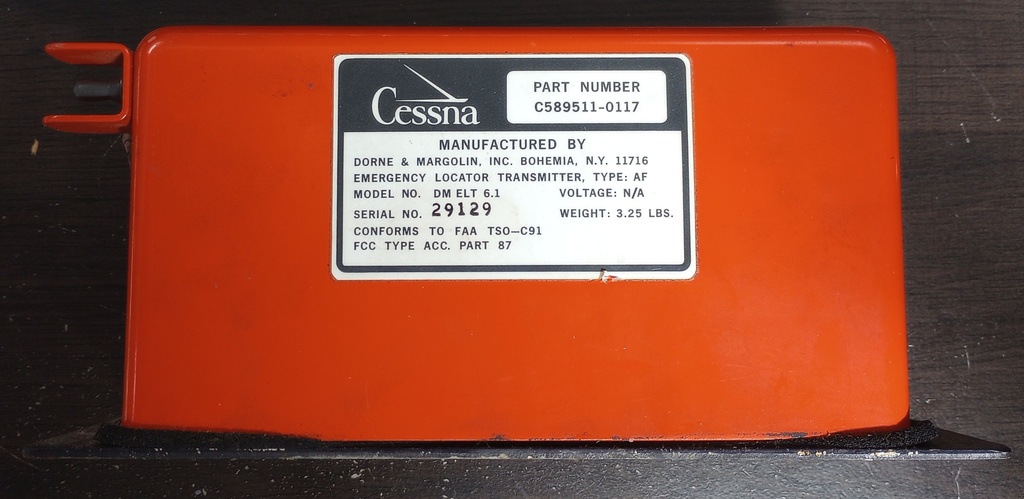 Cessna
PART NUMBER
C589511-0117
MANUFACTURED BY
DORNE & MARGOLIN, INC. BOHEMIA, N.Y. 11716
EMERGENCY LOCATOR TRANSMITTER, TYPE: AF
MODEL NO. DM ELT 6.1 VOLTAGE: N/A
SERIAL NO. 29129 WEIGHT: 3.25 LBS.
CONFORMS TO FAA TSO-C91
FCC TYPE ACC. PART 87